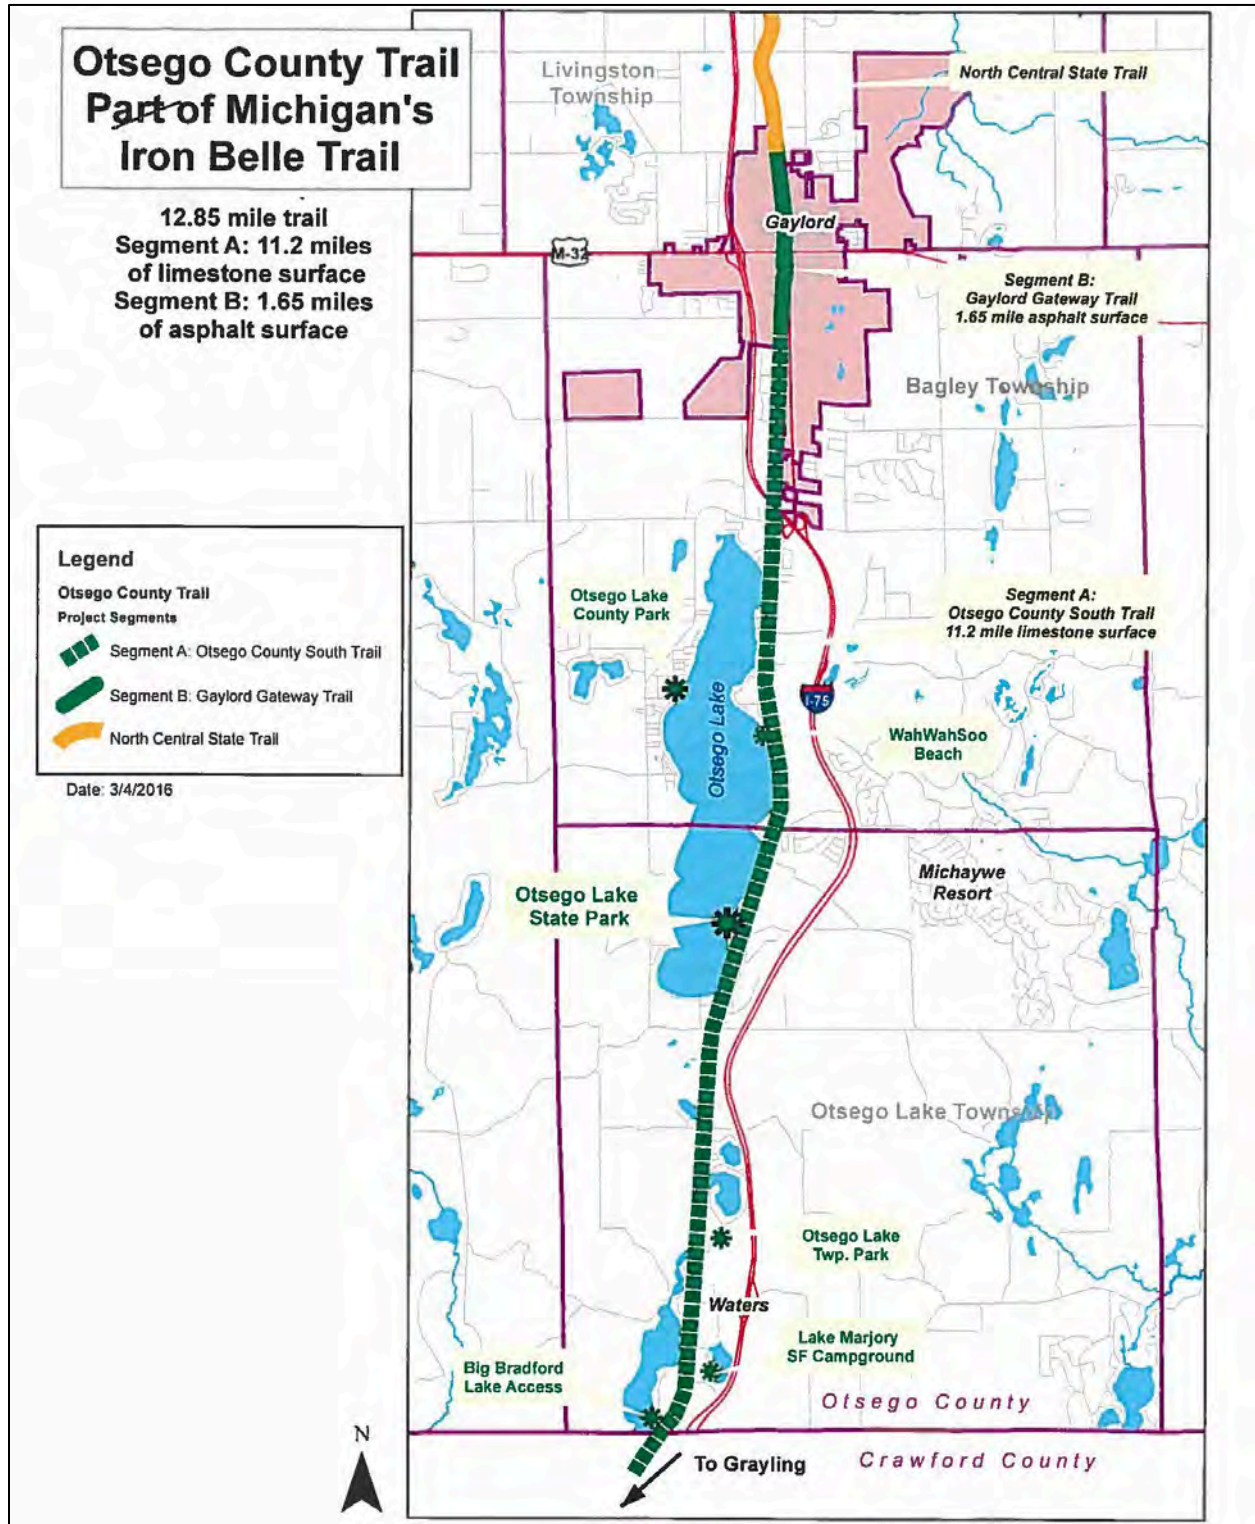 Otsego County Trail
Part of Michigan's
Iron Belle Trail
12.85 mile trail
Segment A: 11.2 miles
of limestone surface
Segment B: 1.65 miles
of asphalt surface
Legend
Otsego County Trail
Project Segments
Segment A: Otsego County South Trail
Segment B: Gaylord Gateway Trail
North Central State Trail
Date: 3/4/2016
Livingston
Township
North Central State Trail
Gaylord
M-32
Segment B:
Gaylord Gateway Trail
1.65 mile asphalt surface
Bagley Township
Otsego Lake
County Park
Segment A:
Otsego County South Trail
11.2 mile limestone surface
I-75
Otsego Lake
WahWahSoo
Beach
Otsego Lake
State Park
Michaywe
Resort
Otsego Lake Township
Otsego Lake
Twp. Park
Waters
Lake Marjory
SF Campground
Big Bradford
Lake Access
Otsego County
Crawford County
To Grayling
N